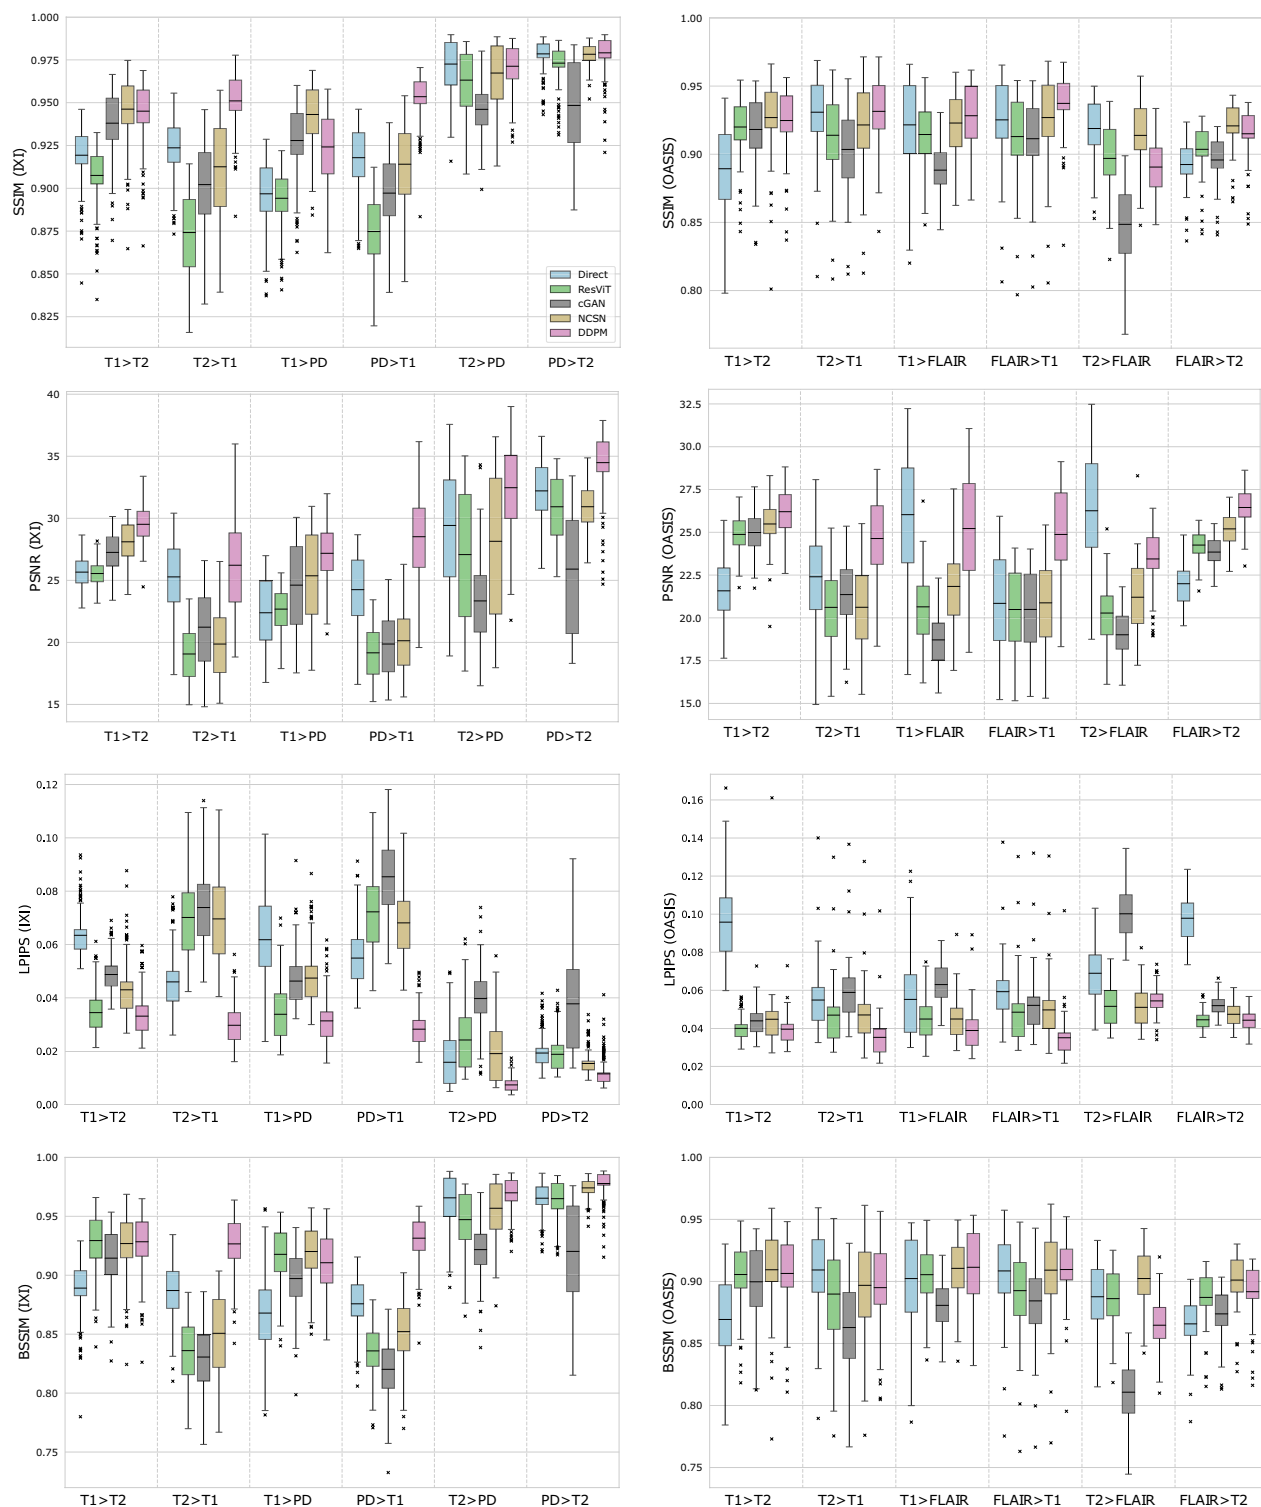 1.000
0.975
0.950
0.925
0.900
0.875
0.850
0.825
SSIM (IXI)
Direct
ResViT
cGAN
NCSN
DDPM
T1>T2 T2>T1 T1>PD PD>T1 T2>PD PD>T2
1.00
0.95
0.90
0.85
0.80
SSIM (OASIS)
T1>T2 T2>T1 T1>FLAIR FLAIR>T1 T2>FLAIR FLAIR>T2
40
35
30
25
20
15
PSNR (IXI)
T1>T2 T2>T1 T1>PD PD>T1 T2>PD PD>T2
32.5
30.0
27.5
25.0
22.5
20.0
17.5
15.0
PSNR (OASIS)
T1>T2 T2>T1 T1>FLAIR FLAIR>T1 T2>FLAIR FLAIR>T2
0.12
0.10
0.08
0.06
0.04
0.02
0.00
LPIPS (IXI)
T1>T2 T2>T1 T1>PD PD>T1 T2>PD PD>T2
0.16
0.14
0.12
0.10
0.08
0.06
0.04
0.02
0.00
LPIPS (OASIS)
T1>T2 T2>T1 T1>FLAIR FLAIR>T1 T2>FLAIR FLAIR>T2
1.00
0.95
0.90
0.85
0.80
0.75
BSSIM (IXI)
T1>T2 T2>T1 T1>PD PD>T1 T2>PD PD>T2
1.00
0.95
0.90
0.85
0.80
0.75
BSSIM (OASIS)
T1>T2 T2>T1 T1>FLAIR FLAIR>T1 T2>FLAIR FLAIR>T2